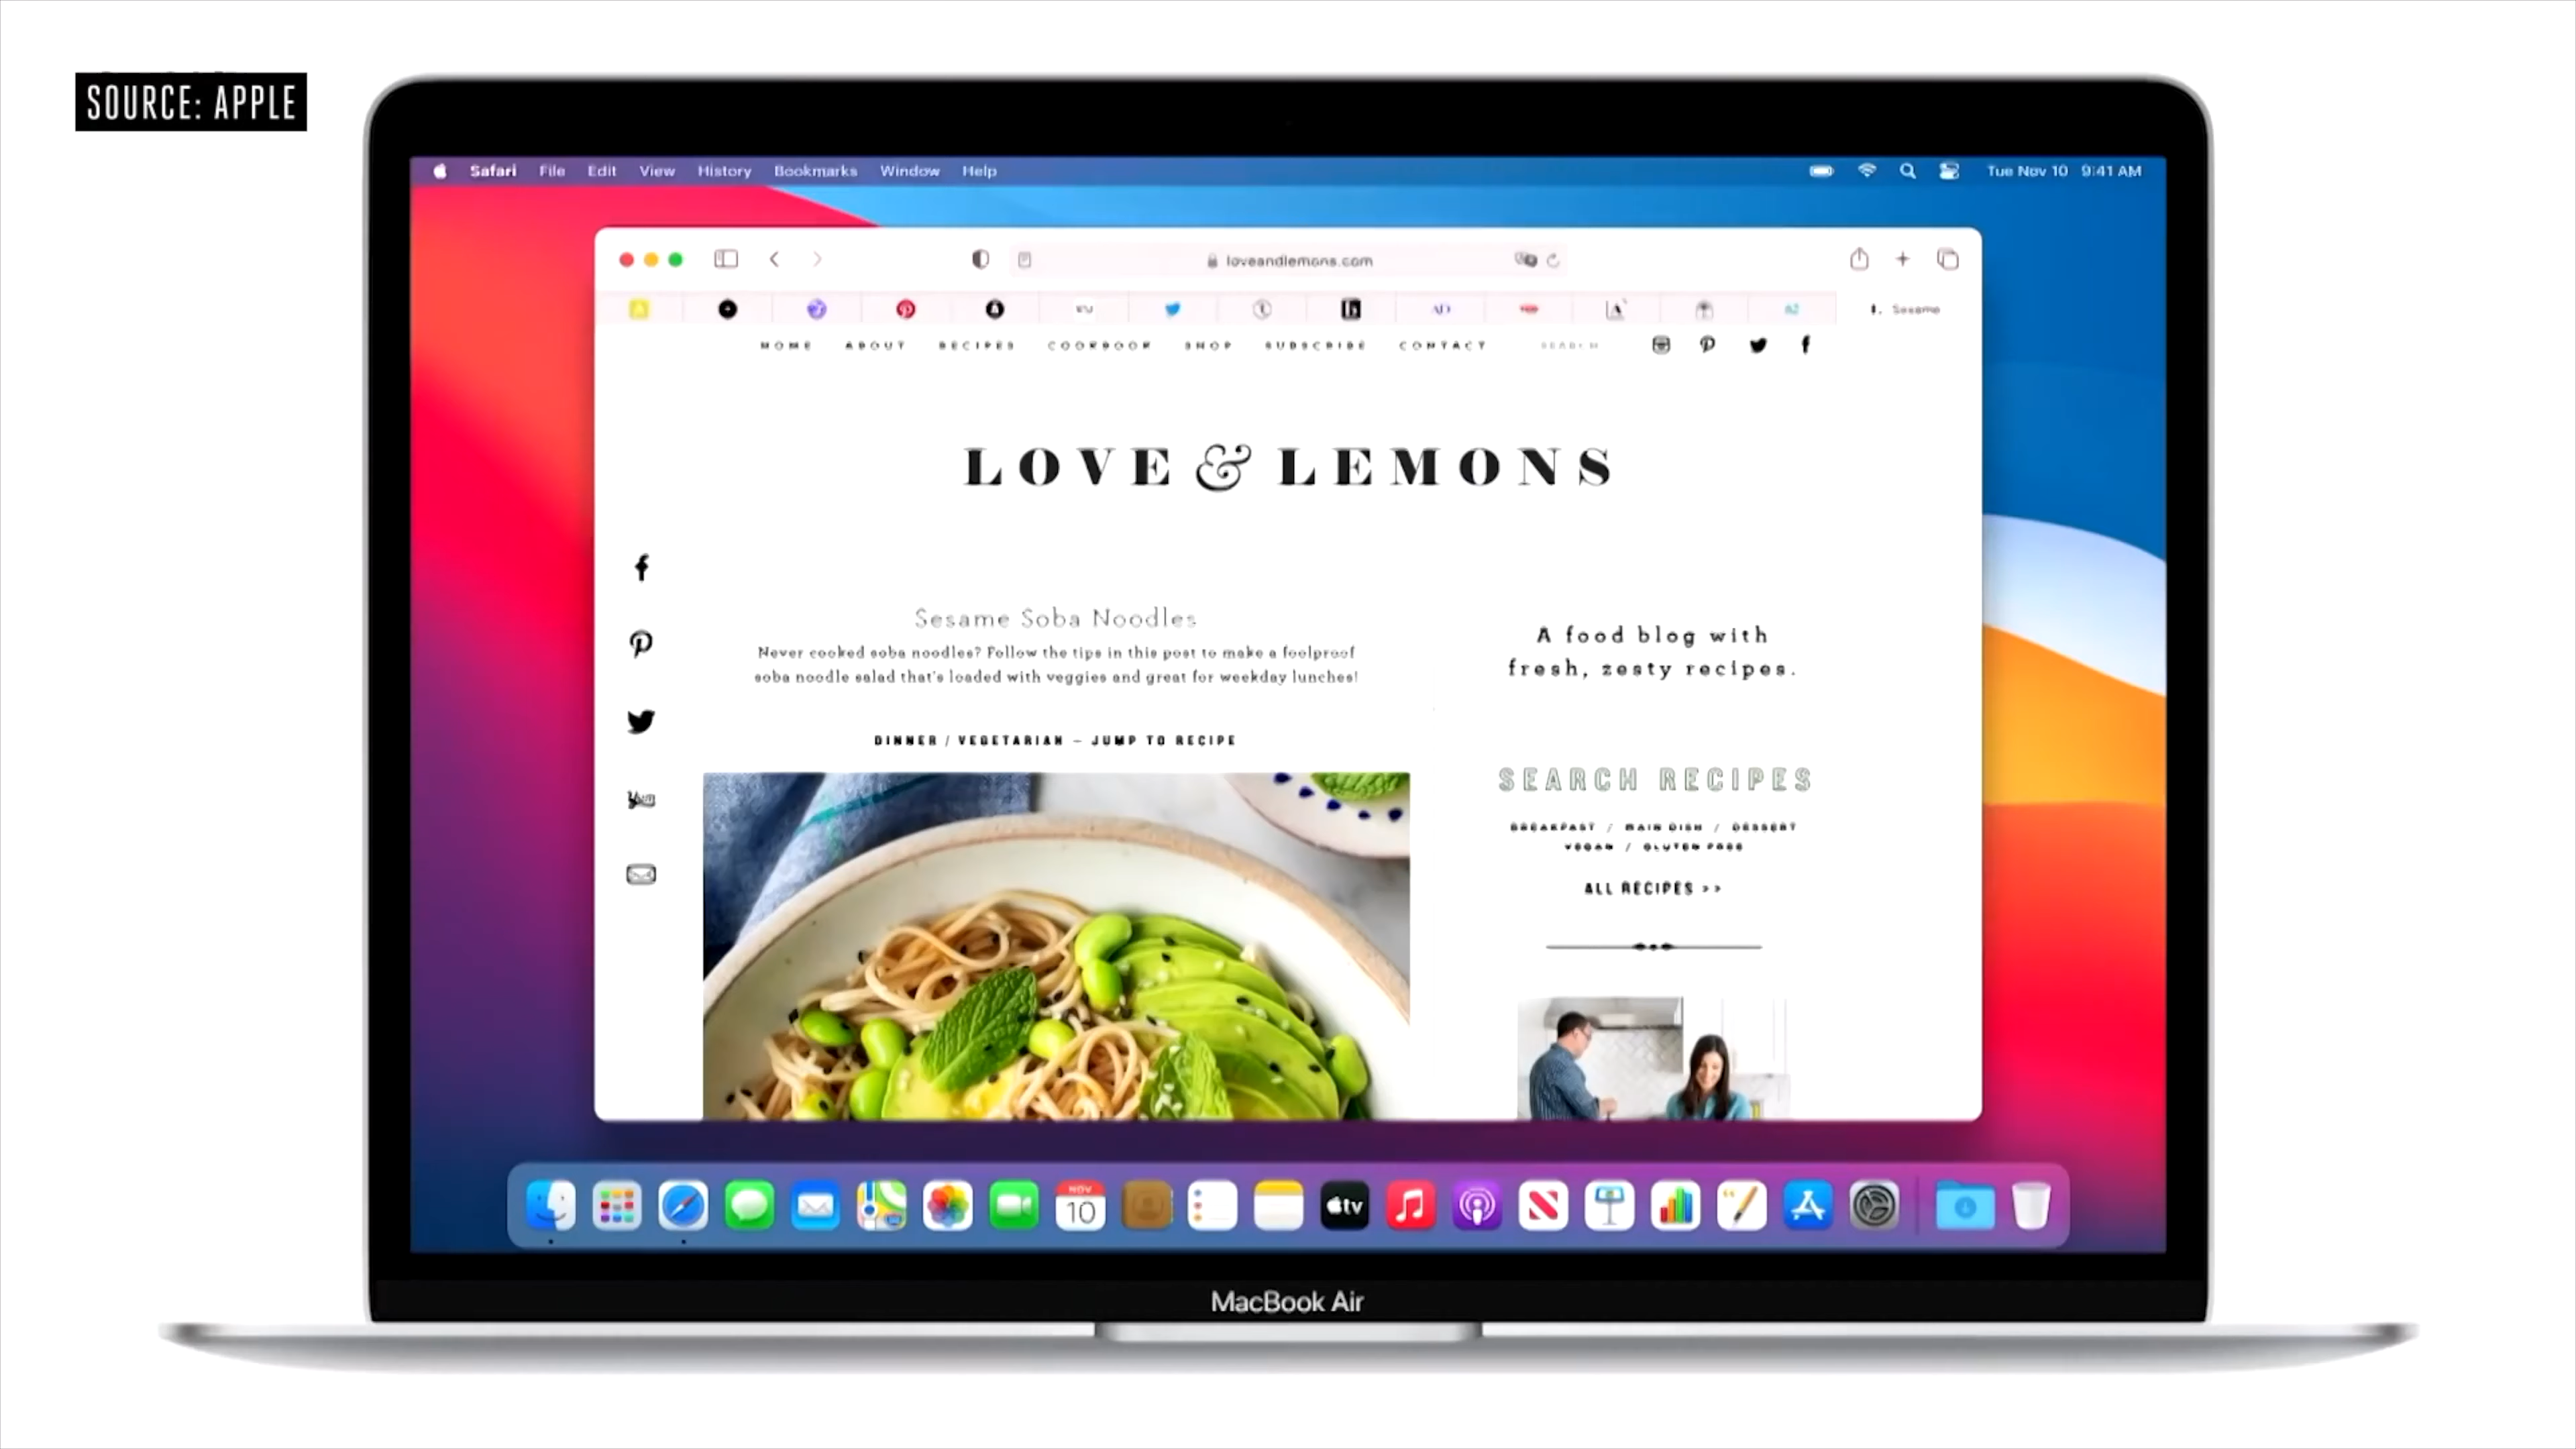 SOURCE: APPLE
Safari File Edit View History Bookmarks Window Help Tue Nov 10 9:41 AM
loveandlemons.com
Sesame
HOME ABOUT RECIPES COOKBOOK SHOP SUBSCRIBE CONTACT SEARCH
LOVE & LEMONS
Sesame Soba Noodles
Never cooked soba noodles? Follow the tips in this post to make a foolproof
soba noodle salad that's loaded with veggies and great for weekday lunches!
DINNER / VEGETARIAN – JUMP TO RECIPE
A food blog with
fresh, zesty recipes.
SEARCH RECIPES
BREAKFAST / MAIN DISH / DESSERT
VEGAN / GLUTEN FREE
ALL RECIPES >>
NOV
10
tv
MacBook Air